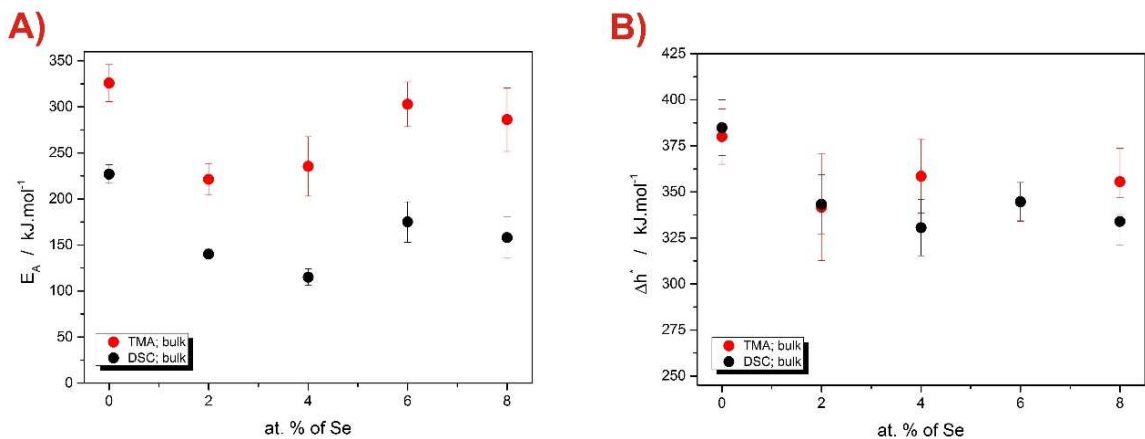 A)
350
300
250
200
150
100
50
0
E_A / kJ.mol⁻¹
TMA; bulk
DSC; bulk
0 2 4 6 8
at. % of Se
B)
425
400
375
350
325
300
275
250
Δh* / kJ.mol⁻¹
TMA; bulk
DSC; bulk
0 2 4 6 8
at. % of Se